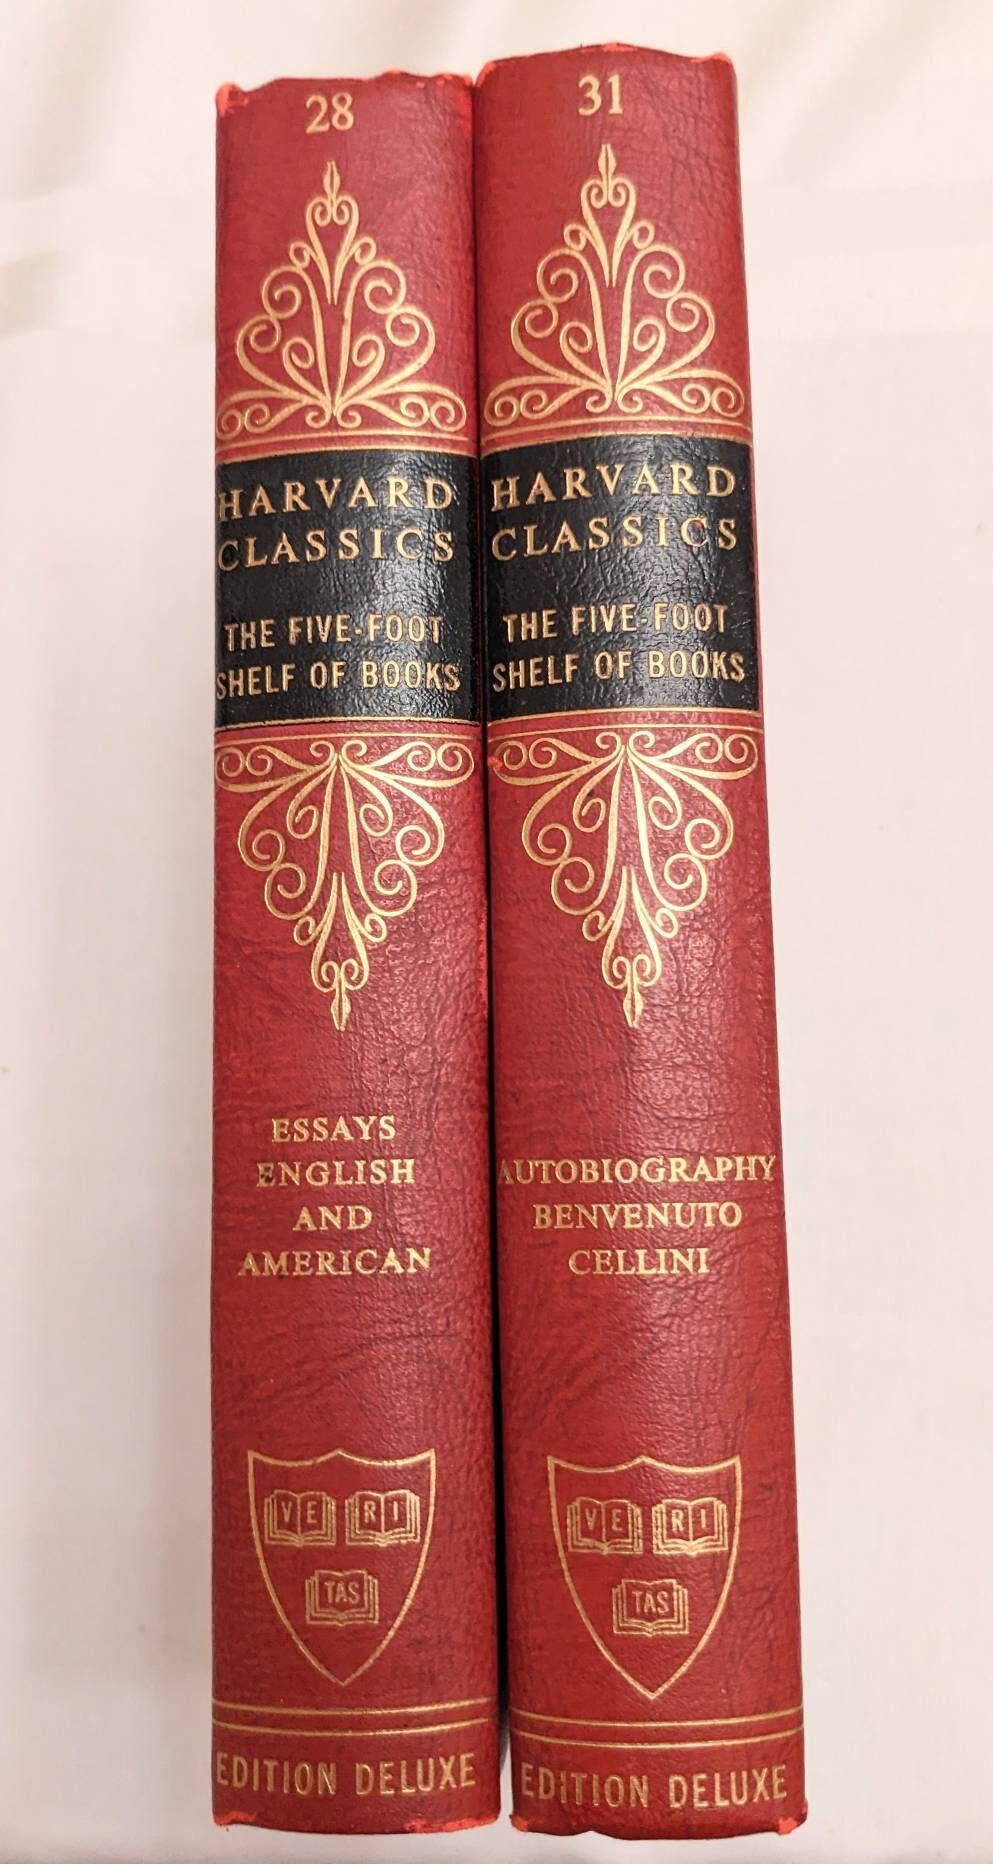 28
HARVARD
CLASSICS
THE FIVE-FOOT
SHELF OF BOOKS
ESSAYS
ENGLISH
AND
AMERICAN
VE RI
TAS
EDITION DELUXE
31
HARVARD
CLASSICS
THE FIVE-FOOT
SHELF OF BOOKS
AUTOBIOGRAPHY
BENVENUTO
CELLINI
VE RI
TAS
EDITION DELUXE